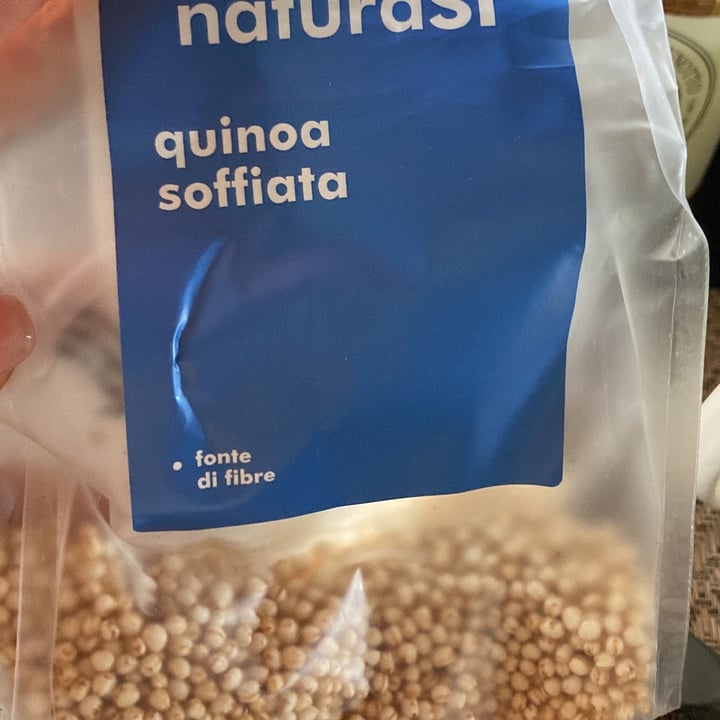 naturaSì
quinoa
soffiata
• fonte
di fibre